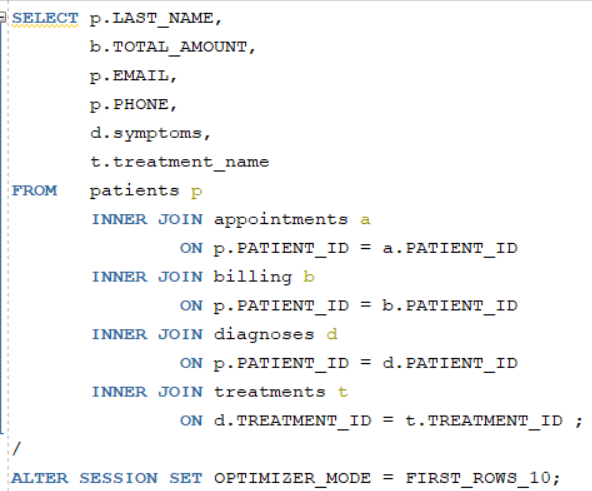 SELECT p.LAST_NAME,
b.TOTAL_AMOUNT,
p.EMAIL,
p.PHONE,
d.symptoms,
t.treatment_name
FROM patients p
INNER JOIN appointments a
ON p.PATIENT_ID = a.PATIENT_ID
INNER JOIN billing b
ON p.PATIENT_ID = b.PATIENT_ID
INNER JOIN diagnoses d
ON p.PATIENT_ID = d.PATIENT_ID
INNER JOIN treatments t
ON d.TREATMENT_ID = t.TREATMENT_ID ;
/
ALTER SESSION SET OPTIMIZER_MODE = FIRST_ROWS_10;